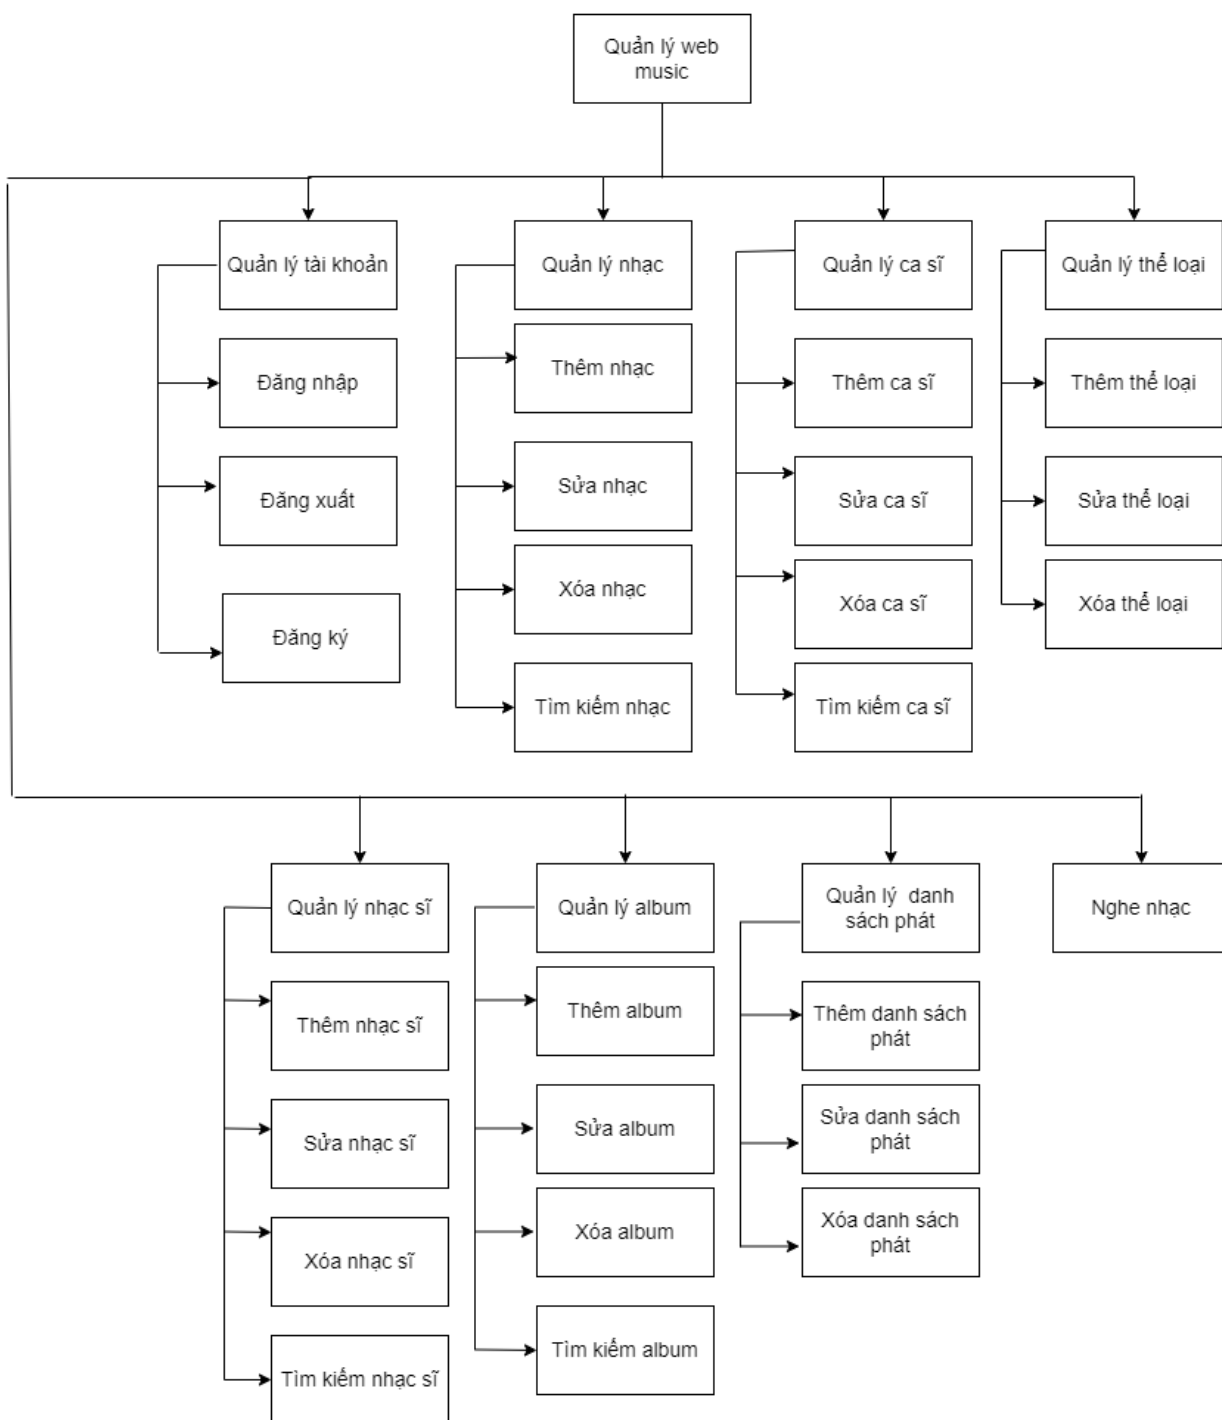 Quản lý web
music
Quản lý tài khoản
Quản lý nhạc
Quản lý ca sĩ
Quản lý thể loại
Đăng nhập
Thêm nhạc
Thêm ca sĩ
Thêm thể loại
Đăng xuất
Sửa nhạc
Sửa ca sĩ
Sửa thể loại
Đăng ký
Xóa nhạc
Xóa ca sĩ
Xóa thể loại
Tìm kiếm nhạc
Tìm kiếm ca sĩ
Quản lý nhạc sĩ
Quản lý album
Quản lý  danh
sách phát
Nghe nhạc
Thêm nhạc sĩ
Thêm album
Thêm danh sách
phát
Sửa nhạc sĩ
Sửa album
Sửa danh sách
phát
Xóa nhạc sĩ
Xóa album
Xóa danh sách
phát
Tìm kiếm nhạc sĩ
Tìm kiếm album